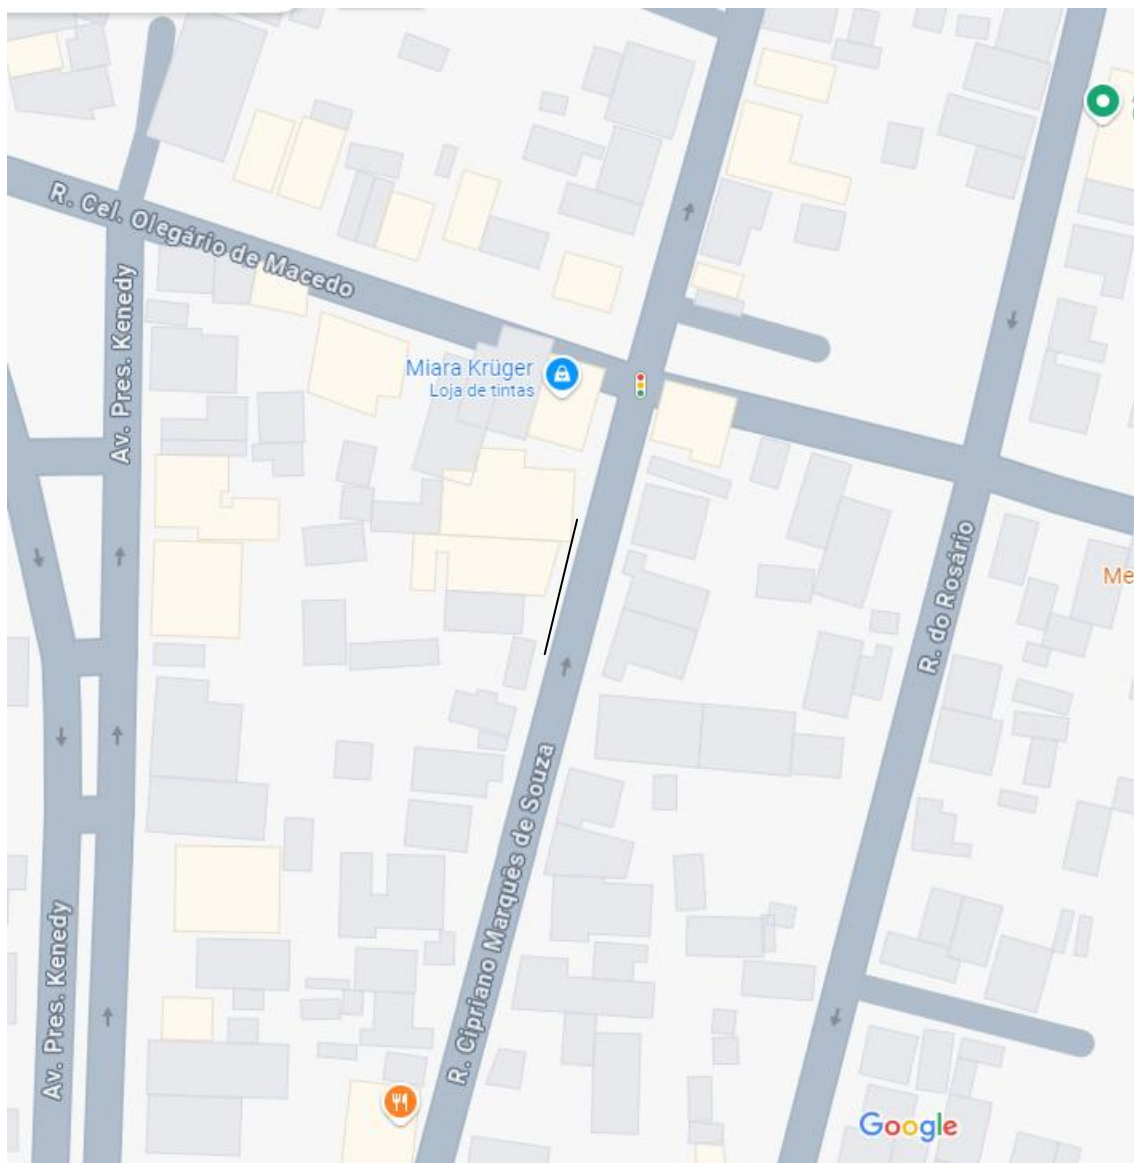 R. Cel. Olegário de Macedo
Av. Pres. Kenedy
Miara Krüger
Loja de tintas
R. do Rosário
Me
R. Cipriano Marquês de Souza
Av. Pres. Kenedy
Google